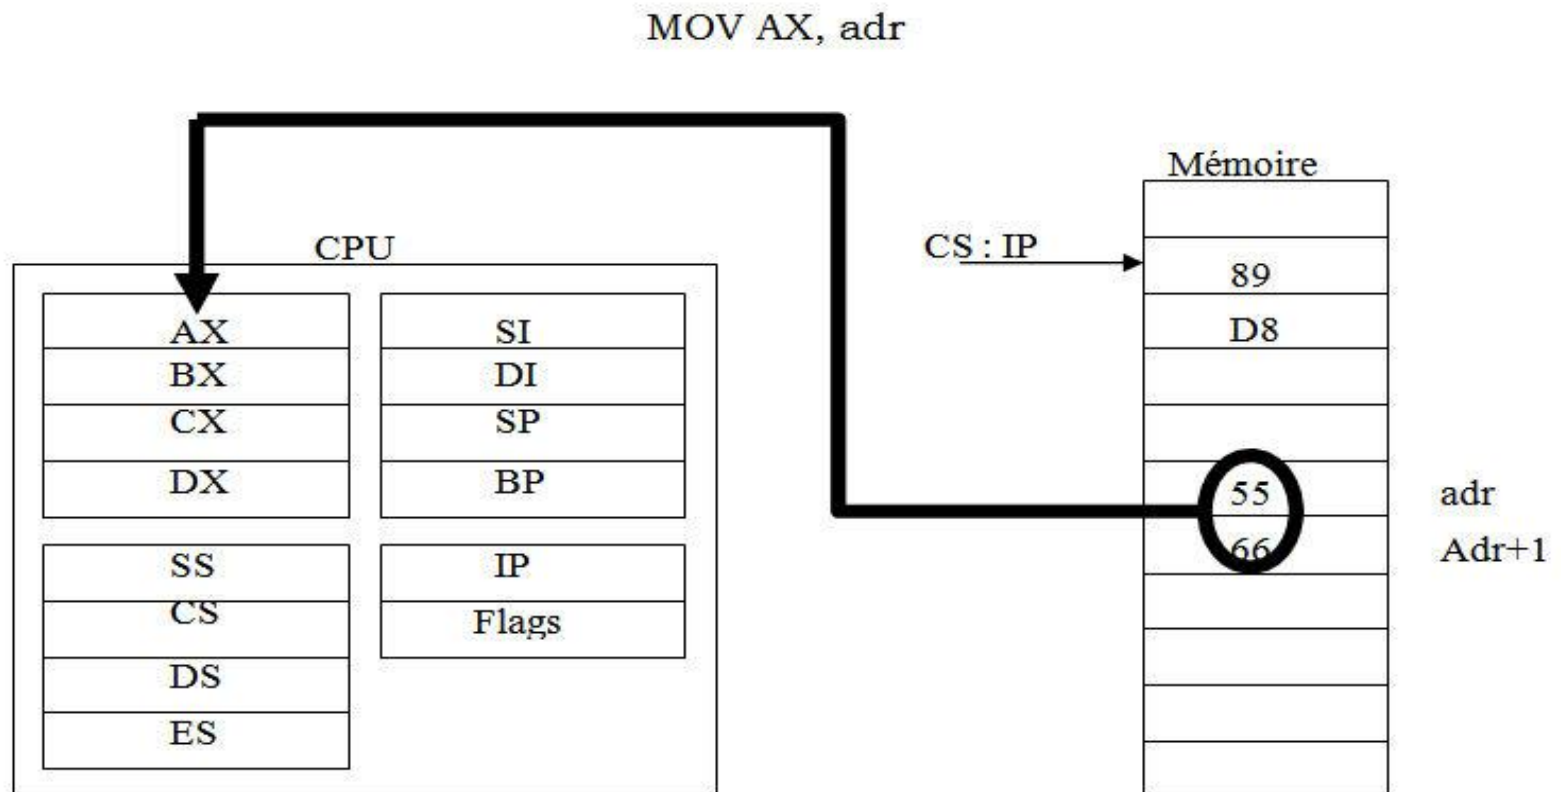 MOV AX, adr
Mémoire
CPU
CS : IP
89
D8
AX
BX
CX
DX
SI
DI
SP
BP
SS
CS
DS
ES
IP
Flags
55
adr
66
Adr+1